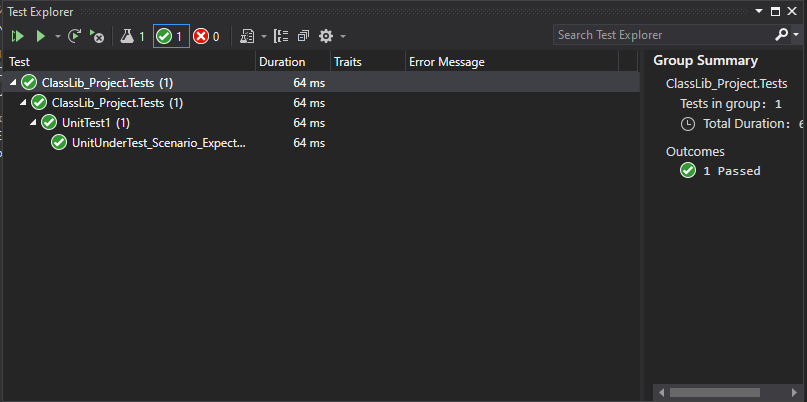 Test Explorer
1 1 0 Search Test Explorer
Test Duration Traits Error Message
ClassLib_Project.Tests (1) 64 ms
ClassLib_Project.Tests (1) 64 ms
UnitTest1 (1) 64 ms
UnitUnderTest_Scenario_Expect... 64 ms
Group Summary
ClassLib_Project.Tests
Tests in group: 1
Total Duration: 6
Outcomes
1 Passed